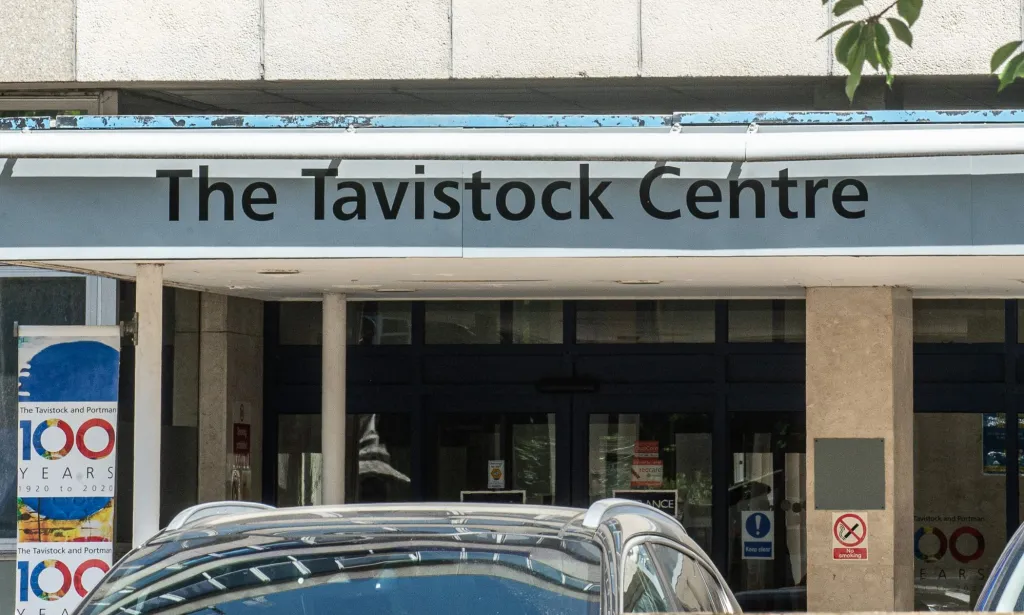 The Tavistock Centre
The Tavistock and Portman
100
YEARS
1920 to 2020
The Tavistock and Portman
100
Keep clear
No
smoking
The Tavistock and Portman
100
YEARS